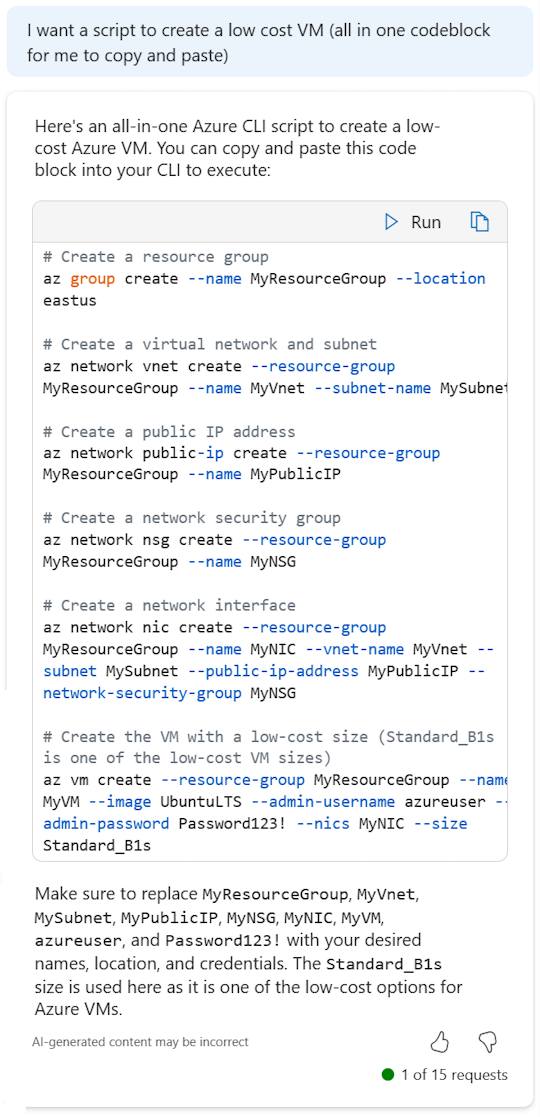 I want a script to create a low cost VM (all in one codeblock
for me to copy and paste)
Here's an all-in-one Azure CLI script to create a low-
cost Azure VM. You can copy and paste this code
block into your CLI to execute:
Run
# Create a resource group
az group create --name MyResourceGroup --location
eastus
# Create a virtual network and subnet
az network vnet create --resource-group
MyResourceGroup --name MyVnet --subnet-name MySubnet
# Create a public IP address
az network public-ip create --resource-group
MyResourceGroup --name MyPublicIP
# Create a network security group
az network nsg create --resource-group
MyResourceGroup --name MyNSG
# Create a network interface
az network nic create --resource-group
MyResourceGroup --name MyNIC --vnet-name MyVnet --
subnet MySubnet --public-ip-address MyPublicIP --
network-security-group MyNSG
# Create the VM with a low-cost size (Standard_B1s
is one of the low-cost VM sizes)
az vm create --resource-group MyResourceGroup --name
MyVM --image UbuntuLTS --admin-username azureuser --
admin-password Password123! --nics MyNIC --size
Standard_B1s
Make sure to replace MyResourceGroup, MyVnet,
MySubnet, MyPublicIP, MyNSG, MyNIC, MyVM,
azureuser, and Password123! with your desired
names, location, and credentials. The Standard_B1s
size is used here as it is one of the low-cost options for
Azure VMs.
AI-generated content may be incorrect
1 of 15 requests